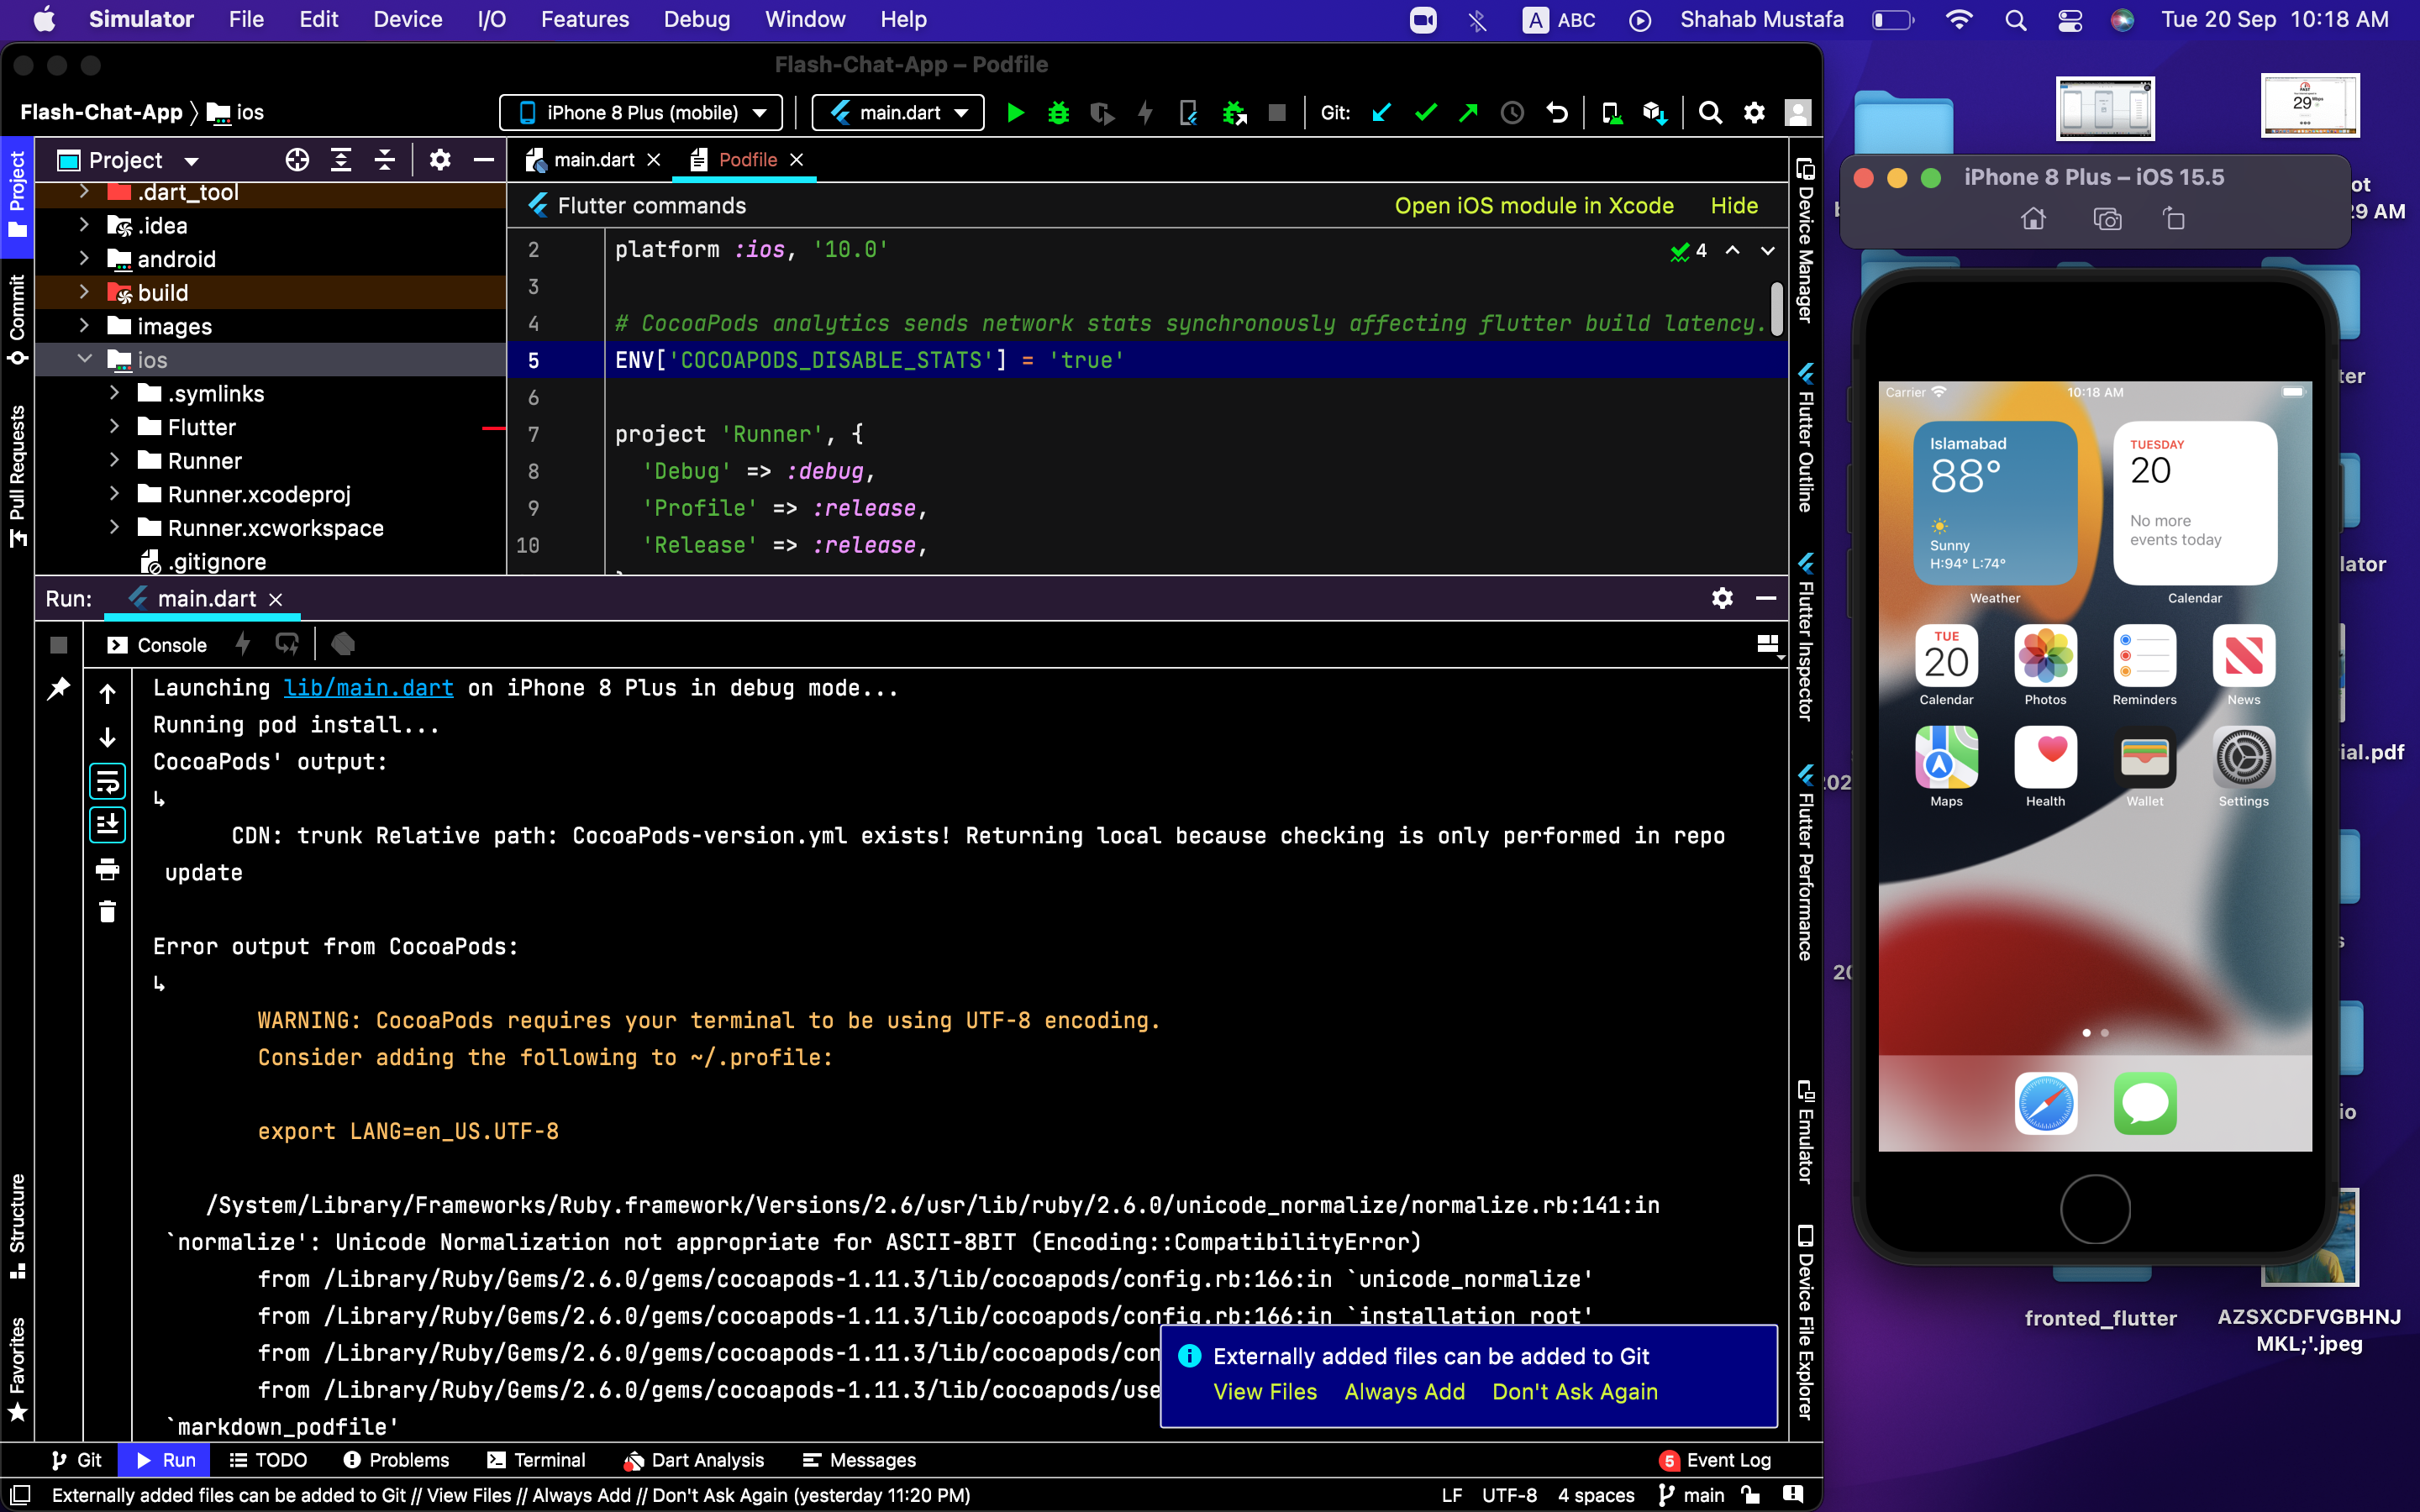 Simulator File Edit Device I/O Features Debug Window Help
A ABC Shahab Mustafa Tue 20 Sep 10:18 AM
Flash-Chat-App – Podfile
Flash-Chat-App ios iPhone 8 Plus (mobile) main.dart Git:
Project
Commit
Pull Requests
Structure
Favorites
Project
.dart_tool
.idea
android
build
images
ios
.symlinks
Flutter
Runner
Runner.xcodeproj
Runner.xcworkspace
.gitignore
main.dart Podfile
Flutter commands Open iOS module in Xcode Hide
4
2 platform :ios, '10.0'
3
4 # CocoaPods analytics sends network stats synchronously affecting flutter build latency.
5 ENV['COCOAPODS_DISABLE_STATS'] = 'true'
6
7 project 'Runner', {
8 'Debug' => :debug,
9 'Profile' => :release,
10 'Release' => :release,
Run: main.dart
Console
Launching lib/main.dart on iPhone 8 Plus in debug mode...
Running pod install...
CocoaPods' output:
↳
CDN: trunk Relative path: CocoaPods-version.yml exists! Returning local because checking is only performed in repo
update
Error output from CocoaPods:
↳
WARNING: CocoaPods requires your terminal to be using UTF-8 encoding.
Consider adding the following to ~/.profile:
export LANG=en_US.UTF-8
/System/Library/Frameworks/Ruby.framework/Versions/2.6/usr/lib/ruby/2.6.0/unicode_normalize/normalize.rb:141:in
`normalize': Unicode Normalization not appropriate for ASCII-8BIT (Encoding::CompatibilityError)
from /Library/Ruby/Gems/2.6.0/gems/cocoapods-1.11.3/lib/cocoapods/config.rb:166:in `unicode_normalize'
from /Library/Ruby/Gems/2.6.0/gems/cocoapods-1.11.3/lib/cocoapods/config.rb:166:in `installation_root'
from /Library/Ruby/Gems/2.6.0/gems/cocoapods-1.11.3/lib/cocoapods/con
from /Library/Ruby/Gems/2.6.0/gems/cocoapods-1.11.3/lib/cocoapods/use
`markdown_podfile'
Externally added files can be added to Git
View Files Always Add Don't Ask Again
Git Run TODO Problems Terminal Dart Analysis Messages 5 Event Log
Externally added files can be added to Git // View Files // Always Add // Don't Ask Again (yesterday 11:20 PM) LF UTF-8 4 spaces main
Device Manager
Flutter Outline
Flutter Inspector
Flutter Performance
Emulator
Device File Explorer
FAST
29 Mbps
ot
29 AM
iPhone 8 Plus – iOS 15.5
Carrier 10:18 AM
Islamabad
88°
Sunny
H:94° L:74°
Weather
TUESDAY
20
No more
events today
Calendar
TUE
20
Calendar Photos Reminders News
Maps Health Wallet Settings
ter
lator
ial.pdf
202
20
s
io
fronted_flutter
AZSXCDFVGBHNJ
MKL;'.jpeg